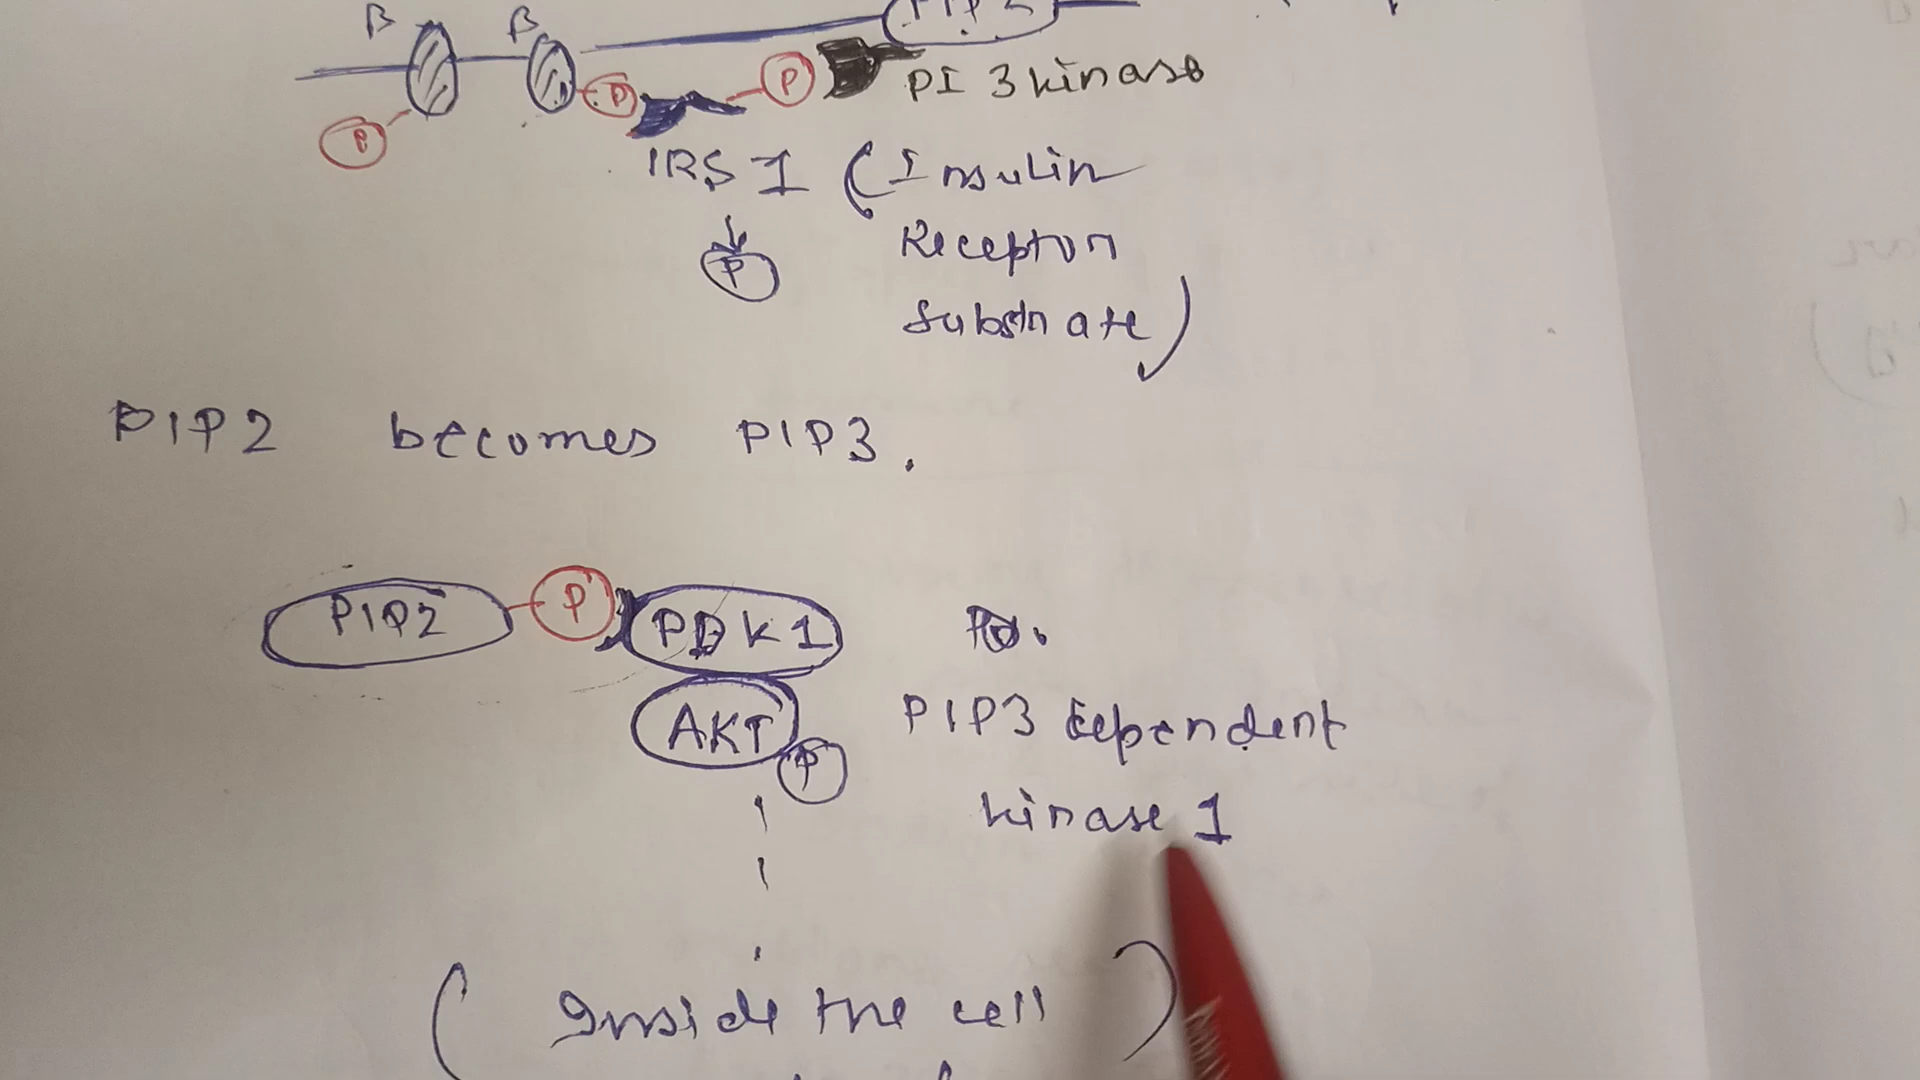 B B PIP2
P P P PI 3 kinase
IRS 1 (Insulin
P Receptor
Substrate)
PIP2 becomes PIP3.
PIP2 P PDK1
AKT P PIP3 dependent
kinase 1
(Inside the cell)